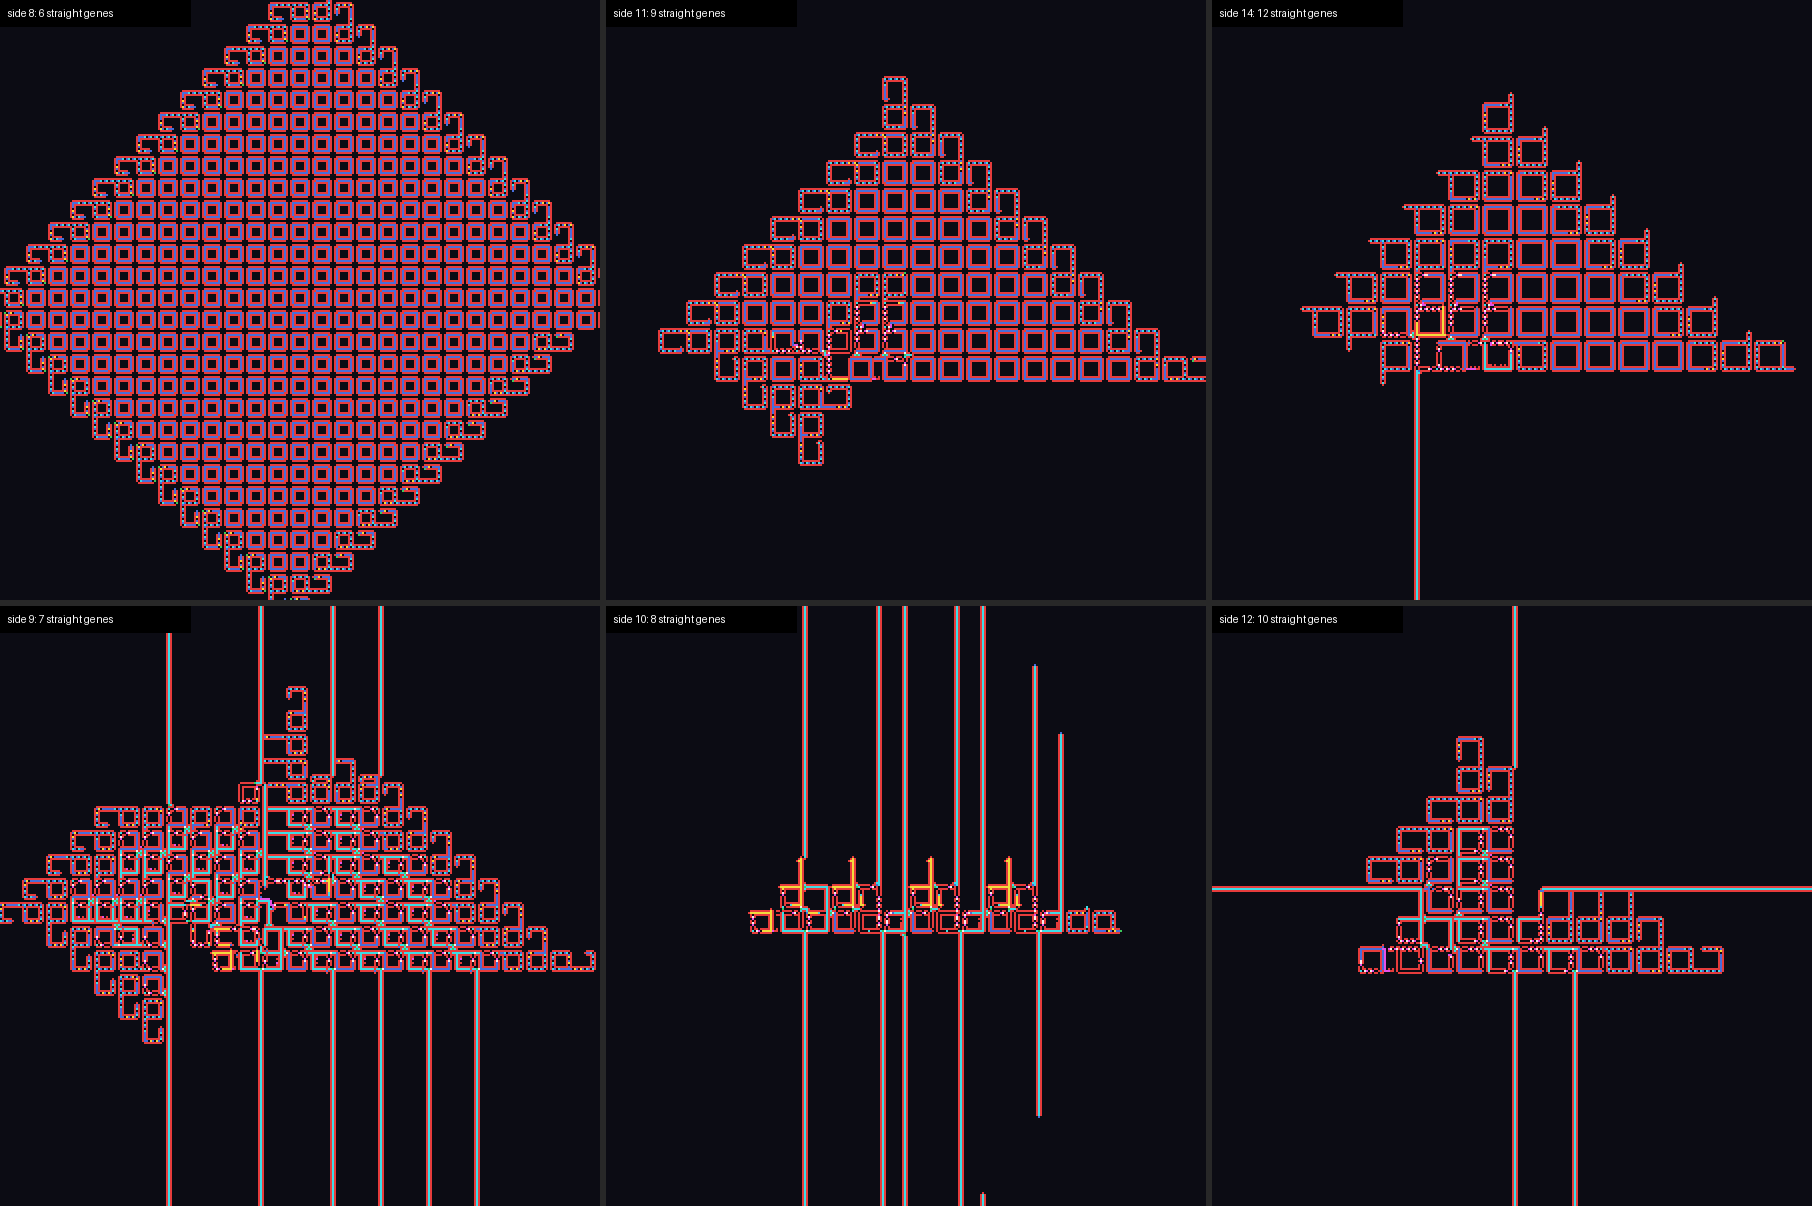 side 8: 6 straight genes
side 11: 9 straight genes
side 14: 12 straight genes
side 9: 7 straight genes
side 10: 8 straight genes
side 12: 10 straight genes